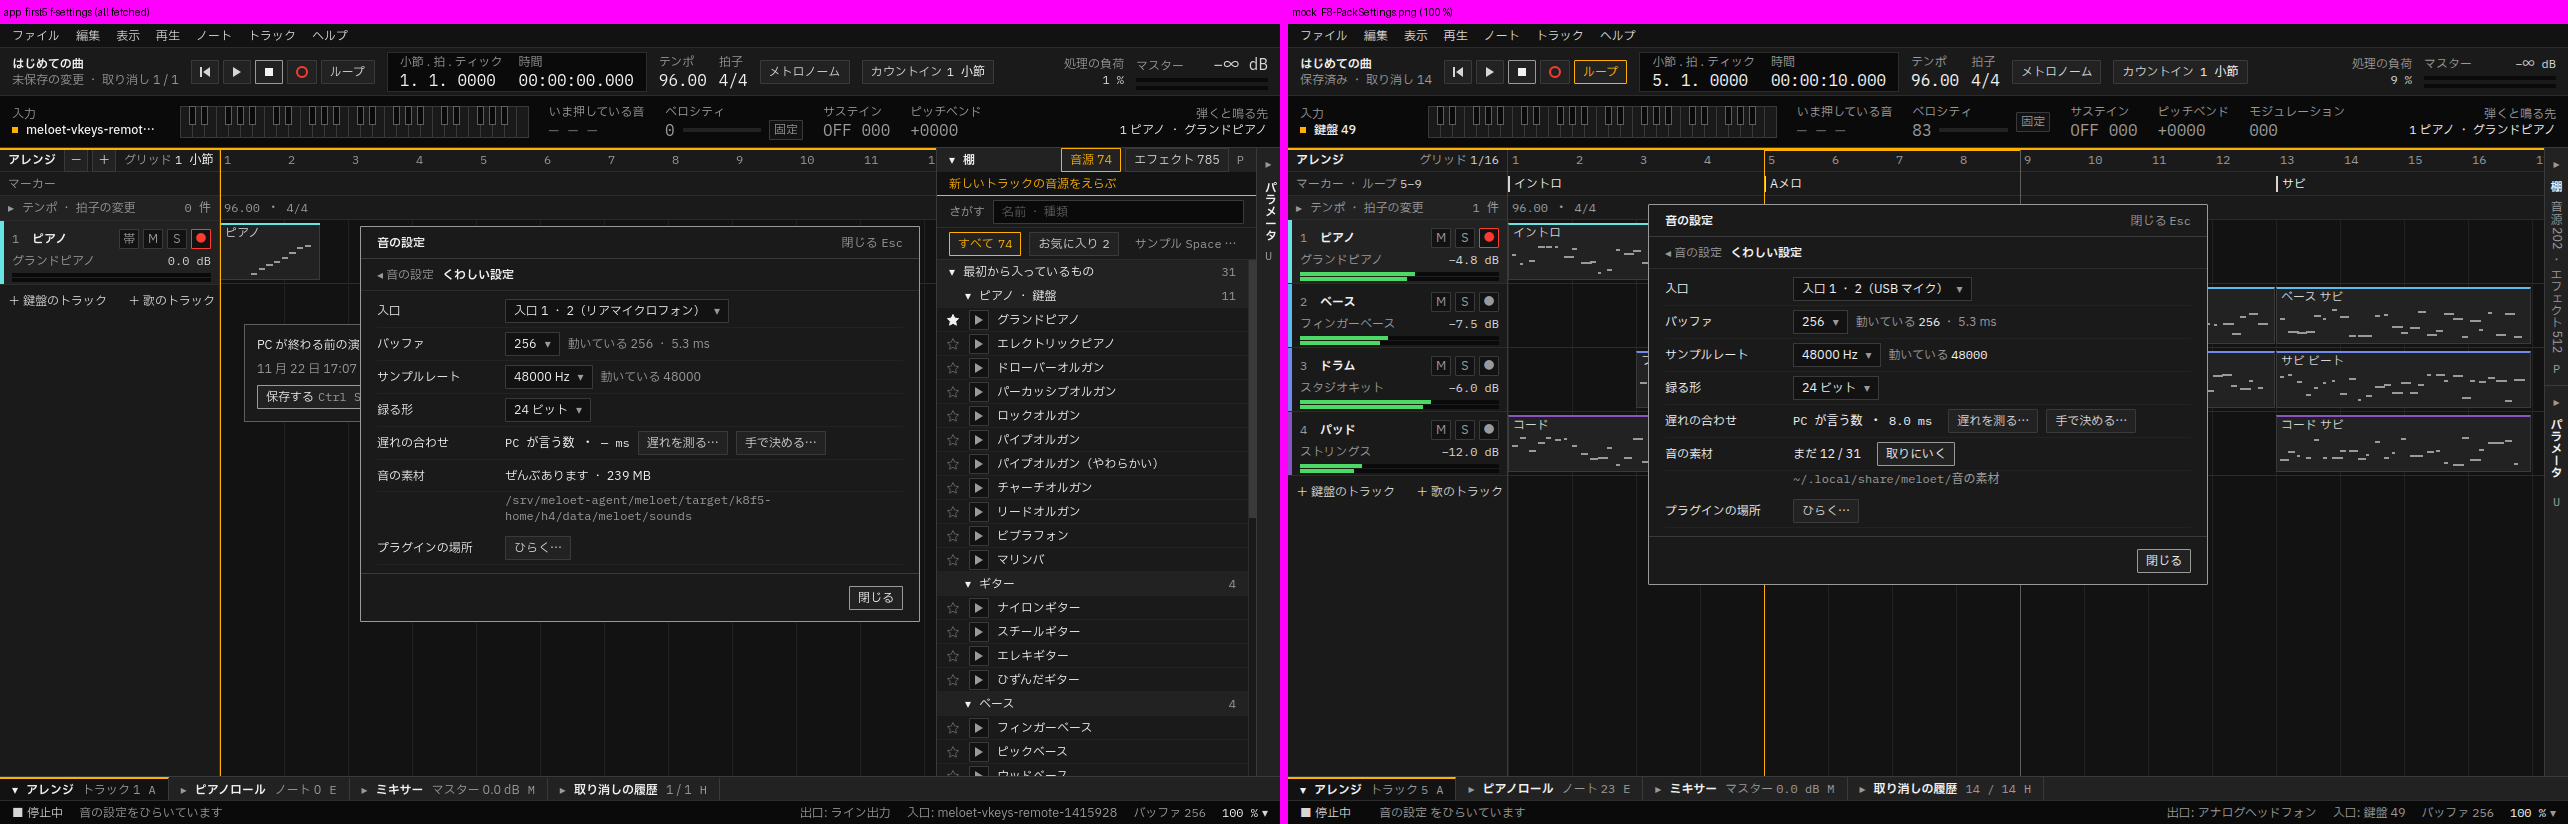 app first5 f-settings (all fetched)
ファイル 編集 表示 再生 ノート トラック ヘルプ
はじめての曲
未保存の変更 · 取り消し 1 / 1
ループ
小節 . 拍 . ティック 時間
1. 1. 0000 00:00:00.000
テンポ 拍子
96.00 4/4
メトロノーム
カウントイン 1 小節
処理の負荷
1 %
マスター −∞ dB
入力
meloet-vkeys-remot…
いま押している音
— — —
ベロシティ
0
固定
サステイン
OFF 000
ピッチベンド
+0000
弾くと鳴る先
1 ピアノ · グランドピアノ
アレンジ − ＋ グリッド 1 小節
1 2 3 4 5 6 7 8 9 10 11 1
マーカー
▸ テンポ · 拍子の変更 0 件
96.00 · 4/4
1 ピアノ 帯 M S
グランドピアノ 0.0 dB
ピアノ
＋ 鍵盤のトラック ＋ 歌のトラック
PC が終わる前の演
11 月 22 日 17:07
保存する Ctrl S
音の設定 閉じる Esc
◂ 音の設定 くわしい設定
入口 入口 1 · 2（リアマイクロフォン） ▾
バッファ 256 ▾ 動いている 256 · 5.3 ms
サンプルレート 48000 Hz ▾ 動いている 48000
録る形 24 ビット ▾
遅れの合わせ PC が言う数 · — ms 遅れを測る… 手で決める…
音の素材 ぜんぶあります · 239 MB
/srv/meloet-agent/meloet/target/k8f5-
home/h4/data/meloet/sounds
プラグインの場所 ひらく…
閉じる
▾ 棚 音源 74 エフェクト 785 P
新しいトラックの音源をえらぶ
さがす 名前 · 種類
すべて 74 お気に入り 2 サンプル Space …
▾ 最初から入っているもの 31
▾ ピアノ · 鍵盤 11
グランドピアノ
エレクトリックピアノ
ドローバーオルガン
パーカッシブオルガン
ロックオルガン
パイプオルガン
パイプオルガン（やわらかい）
チャーチオルガン
リードオルガン
ビブラフォン
マリンバ
▾ ギター 4
ナイロンギター
スチールギター
エレキギター
ひずんだギター
▾ ベース 4
フィンガーベース
ピックベース
ウッドベース
▸ パラメータ U
▾ アレンジ トラック 1 A
▸ ピアノロール ノート 0 E
▸ ミキサー マスター 0.0 dB M
▸ 取り消しの履歴 1 / 1 H
■ 停止中 音の設定をひらいています
出口: ライン出力 入口: meloet-vkeys-remote-1415928 バッファ 256 100 % ▾
mock F8-PackSettings.png (100 %)
ファイル 編集 表示 再生 ノート トラック ヘルプ
はじめての曲
保存済み · 取り消し 14
ループ
小節 . 拍 . ティック 時間
5. 1. 0000 00:00:10.000
テンポ 拍子
96.00 4/4
メトロノーム
カウントイン 1 小節
処理の負荷
9 %
マスター −∞ dB
入力
鍵盤 49
いま押している音
— — —
ベロシティ
83
固定
サステイン
OFF 000
ピッチベンド
+0000
モジュレーション
000
弾くと鳴る先
1 ピアノ · グランドピアノ
アレンジ グリッド 1/16
1 2 3 4 5 6 7 8 9 10 11 12 13 14 15 16 1
マーカー · ループ 5–9
イントロ Aメロ サビ
▸ テンポ · 拍子の変更 1 件
96.00 · 4/4
1 ピアノ M S
グランドピアノ −4.8 dB
イントロ
2 ベース M S
フィンガーベース −7.5 dB
ベース サビ
3 ドラム M S
スタジオキット −6.0 dB
サビ ビート
4 パッド M S
ストリングス −12.0 dB
コード
コード サビ
＋ 鍵盤のトラック ＋ 歌のトラック
音の設定 閉じる Esc
◂ 音の設定 くわしい設定
入口 入口 1 · 2（USB マイク） ▾
バッファ 256 ▾ 動いている 256 · 5.3 ms
サンプルレート 48000 Hz ▾ 動いている 48000
録る形 24 ビット ▾
遅れの合わせ PC が言う数 · 8.0 ms 遅れを測る… 手で決める…
音の素材 まだ 12 / 31 取りにいく
~/.local/share/meloet/音の素材
プラグインの場所 ひらく…
閉じる
▸ 棚 音源 202 · エフェクト 512 P
▸ パラメータ U
▾ アレンジ トラック 5 A
▸ ピアノロール ノート 23 E
▸ ミキサー マスター 0.0 dB M
▸ 取り消しの履歴 14 / 14 H
■ 停止中 音の設定 をひらいています
出口: アナログヘッドフォン 入口: 鍵盤 49 バッファ 256 100 % ▾